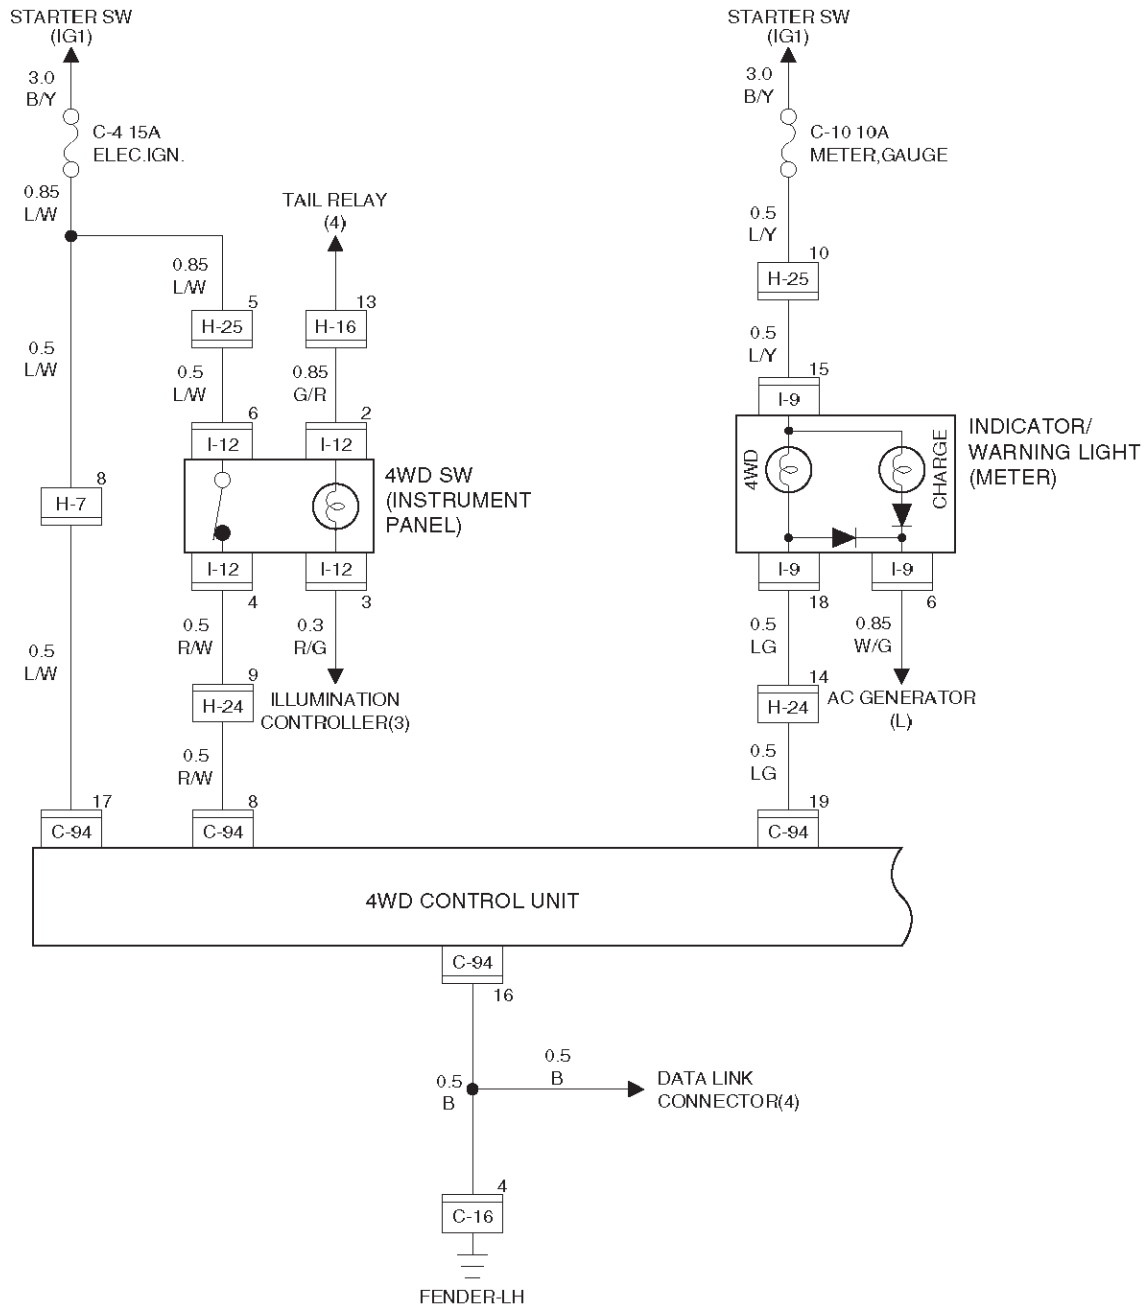 STARTER SW
(IG1)
STARTER SW
(IG1)
3.0
B/Y
3.0
B/Y
C-4 15A
ELEC.IGN.
C-10 10A
METER,GAUGE
0.85
L/W
TAIL RELAY
(4)
0.5
L/Y
0.85
L/W
10
H-25
5
H-25
13
H-16
0.5
L/W
0.5
L/W
0.85
G/R
0.5
L/Y
15
I-9
6
I-12
2
I-12
4WD SW
(INSTRUMENT
PANEL)
4WD
CHARGE
INDICATOR/
WARNING LIGHT
(METER)
8
H-7
I-12
4
I-12
3
I-9
18
I-9
6
0.5
L/W
0.5
R/W
0.3
R/G
0.5
LG
0.85
W/G
9
H-24
ILLUMINATION
CONTROLLER(3)
14
H-24
AC GENERATOR
(L)
0.5
R/W
0.5
LG
17
C-94
8
C-94
19
C-94
4WD CONTROL UNIT
C-94
16
0.5
B
0.5
B
DATA LINK
CONNECTOR(4)
4
C-16
FENDER-LH